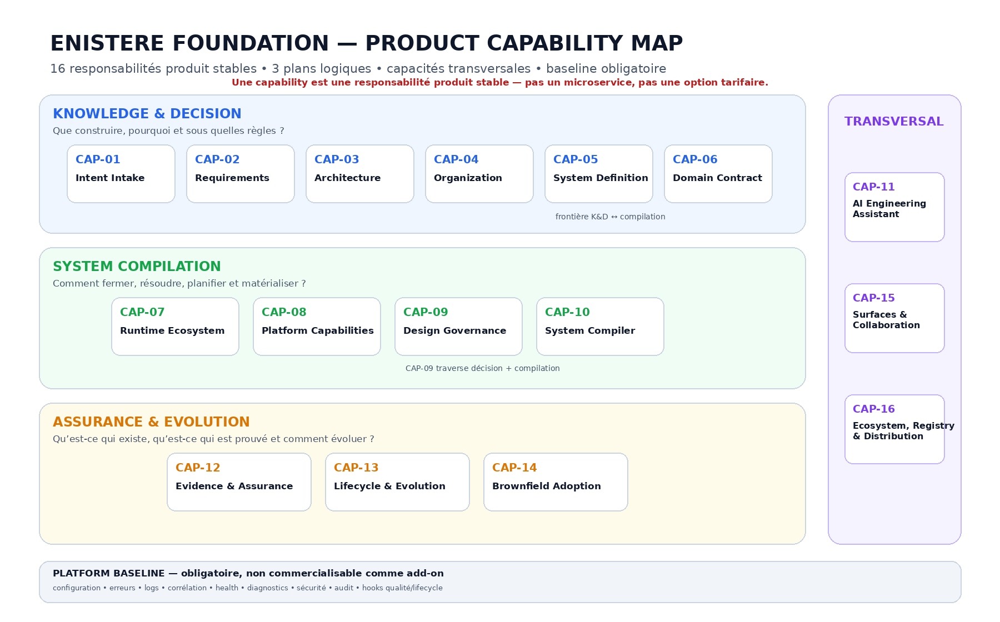 ENISTERE FOUNDATION — PRODUCT CAPABILITY MAP
16 responsabilités produit stables • 3 plans logiques • capacités transversales • baseline obligatoire
Une capability est une responsabilité produit stable — pas un microservice, pas une option tarifaire.
KNOWLEDGE & DECISION
Que construire, pourquoi et sous quelles règles ?
CAP-01
Intent Intake
CAP-02
Requirements
CAP-03
Architecture
CAP-04
Organization
CAP-05
System Definition
CAP-06
Domain Contract
frontière K&D ↔ compilation
SYSTEM COMPILATION
Comment fermer, résoudre, planifier et matérialiser ?
CAP-07
Runtime Ecosystem
CAP-08
Platform Capabilities
CAP-09
Design Governance
CAP-10
System Compiler
CAP-09 traverse décision + compilation
ASSURANCE & EVOLUTION
Qu’est-ce qui existe, qu’est-ce qui est prouvé et comment évoluer ?
CAP-12
Evidence & Assurance
CAP-13
Lifecycle & Evolution
CAP-14
Brownfield Adoption
TRANSVERSAL
CAP-11
AI Engineering
Assistant
CAP-15
Surfaces &
Collaboration
CAP-16
Ecosystem, Registry
& Distribution
PLATFORM BASELINE — obligatoire, non commercialisable comme add-on
configuration • erreurs • logs • corrélation • health • diagnostics • sécurité • audit • hooks qualité/lifecycle